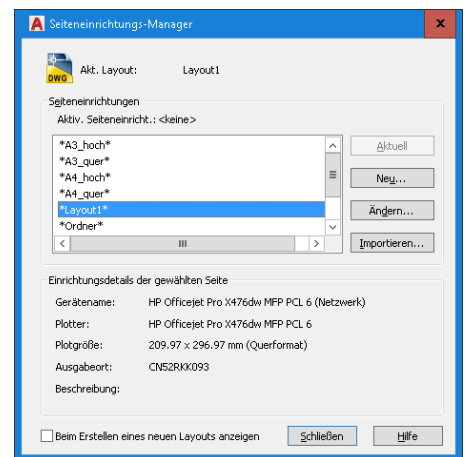 A Seiteneinrichtungs-Manager x
DWG Akt. Layout: Layout1
Seiteneinrichtungen
Aktiv. Seiteneinricht.: <keine>
*A3_hoch* Aktuell
*A3_quer*
*A4_hoch* Neu...
*A4_quer*
*Layout1* Ändern...
*Ordner*
Importieren...
Einrichtungsdetails der gewählten Seite
Gerätename: HP Officejet Pro X476dw MFP PCL 6 (Netzwerk)
Plotter: HP Officejet Pro X476dw MFP PCL 6
Plotgröße: 209.97 x 296.97 mm (Querformat)
Ausgabeort: CN52RKK093
Beschreibung:
Beim Erstellen eines neuen Layouts anzeigen Schließen Hilfe